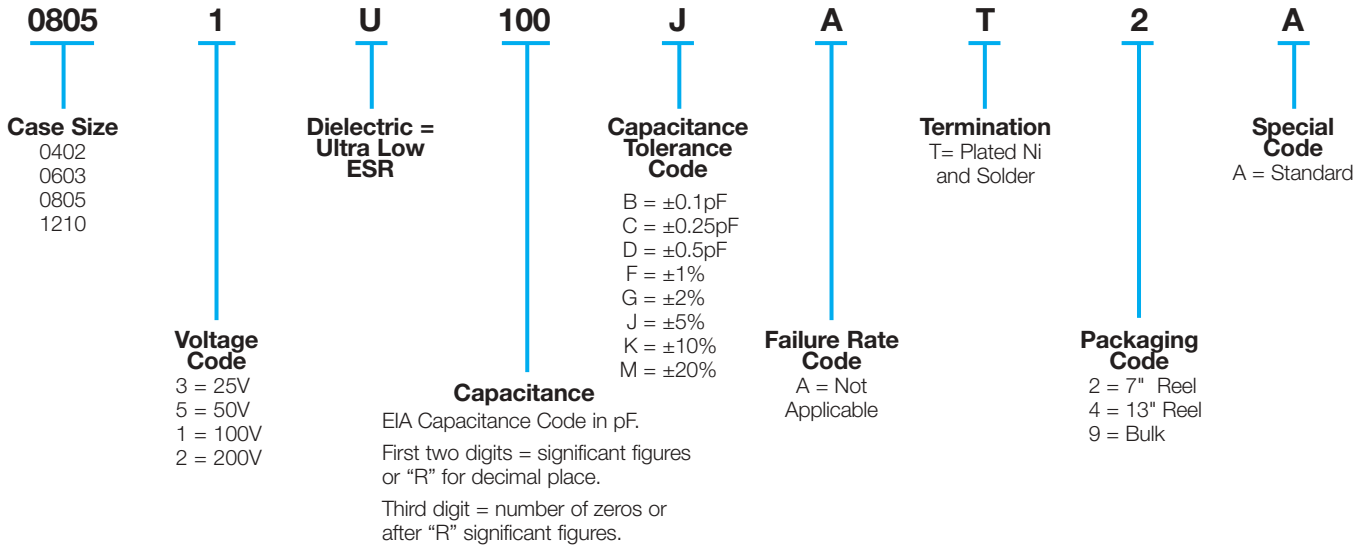 0805 1 U 100 J A T 2 A
Case Size
0402
0603
0805
1210
Voltage
Code
3 = 25V
5 = 50V
1 = 100V
2 = 200V
Dielectric =
Ultra Low
ESR
Capacitance
EIA Capacitance Code in pF.
First two digits = significant figures
or “R” for decimal place.
Third digit = number of zeros or
after “R” significant figures.
Capacitance
Tolerance
Code
B = ±0.1pF
C = ±0.25pF
D = ±0.5pF
F = ±1%
G = ±2%
J = ±5%
K = ±10%
M = ±20%
Failure Rate
Code
A = Not
Applicable
Termination
T= Plated Ni
and Solder
Packaging
Code
2 = 7" Reel
4 = 13" Reel
9 = Bulk
Special
Code
A = Standard